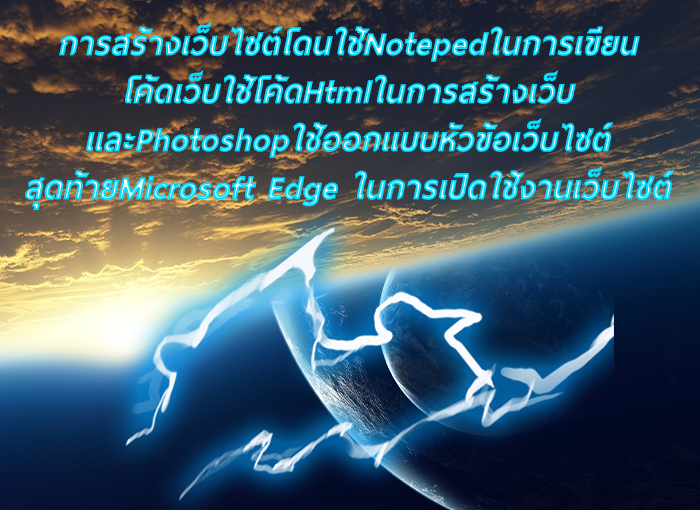 การสร้างเว็บไซต์โดนใช้Notepedในการเขียน
โค้ดเว็บใช้โค้ดHtmlในการสร้างเว็บ
และPhotoshopใช้ออกแบบหัวข้อเว็บไซต์
สุดท้ายMicrosoft Edge ในการเปิดใช้งานเว็บไซต์